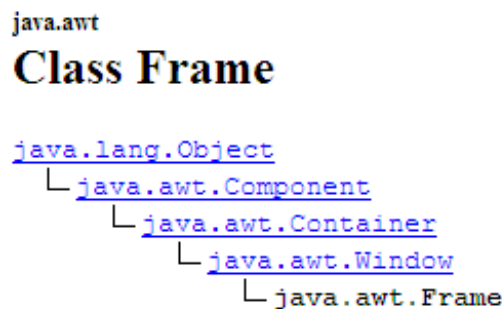 java.awt
Class Frame
java.lang.Object
java.awt.Component
java.awt.Container
java.awt.Window
java.awt.Frame